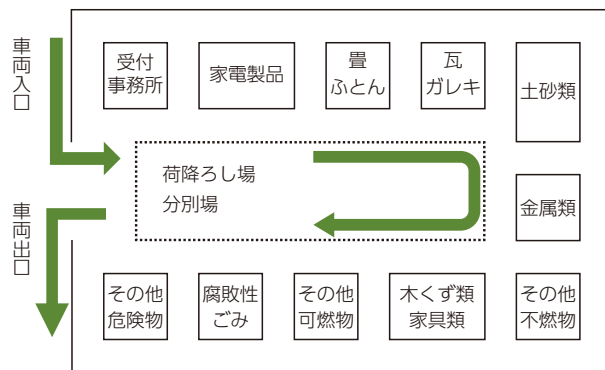 車両入口
受付
事務所
家電製品
畳
ふとん
瓦
ガレキ
土砂類
荷降ろし場
分別場
金属類
車両出口
その他
危険物
腐敗性
ごみ
その他
可燃物
木くず類
家具類
その他
不燃物